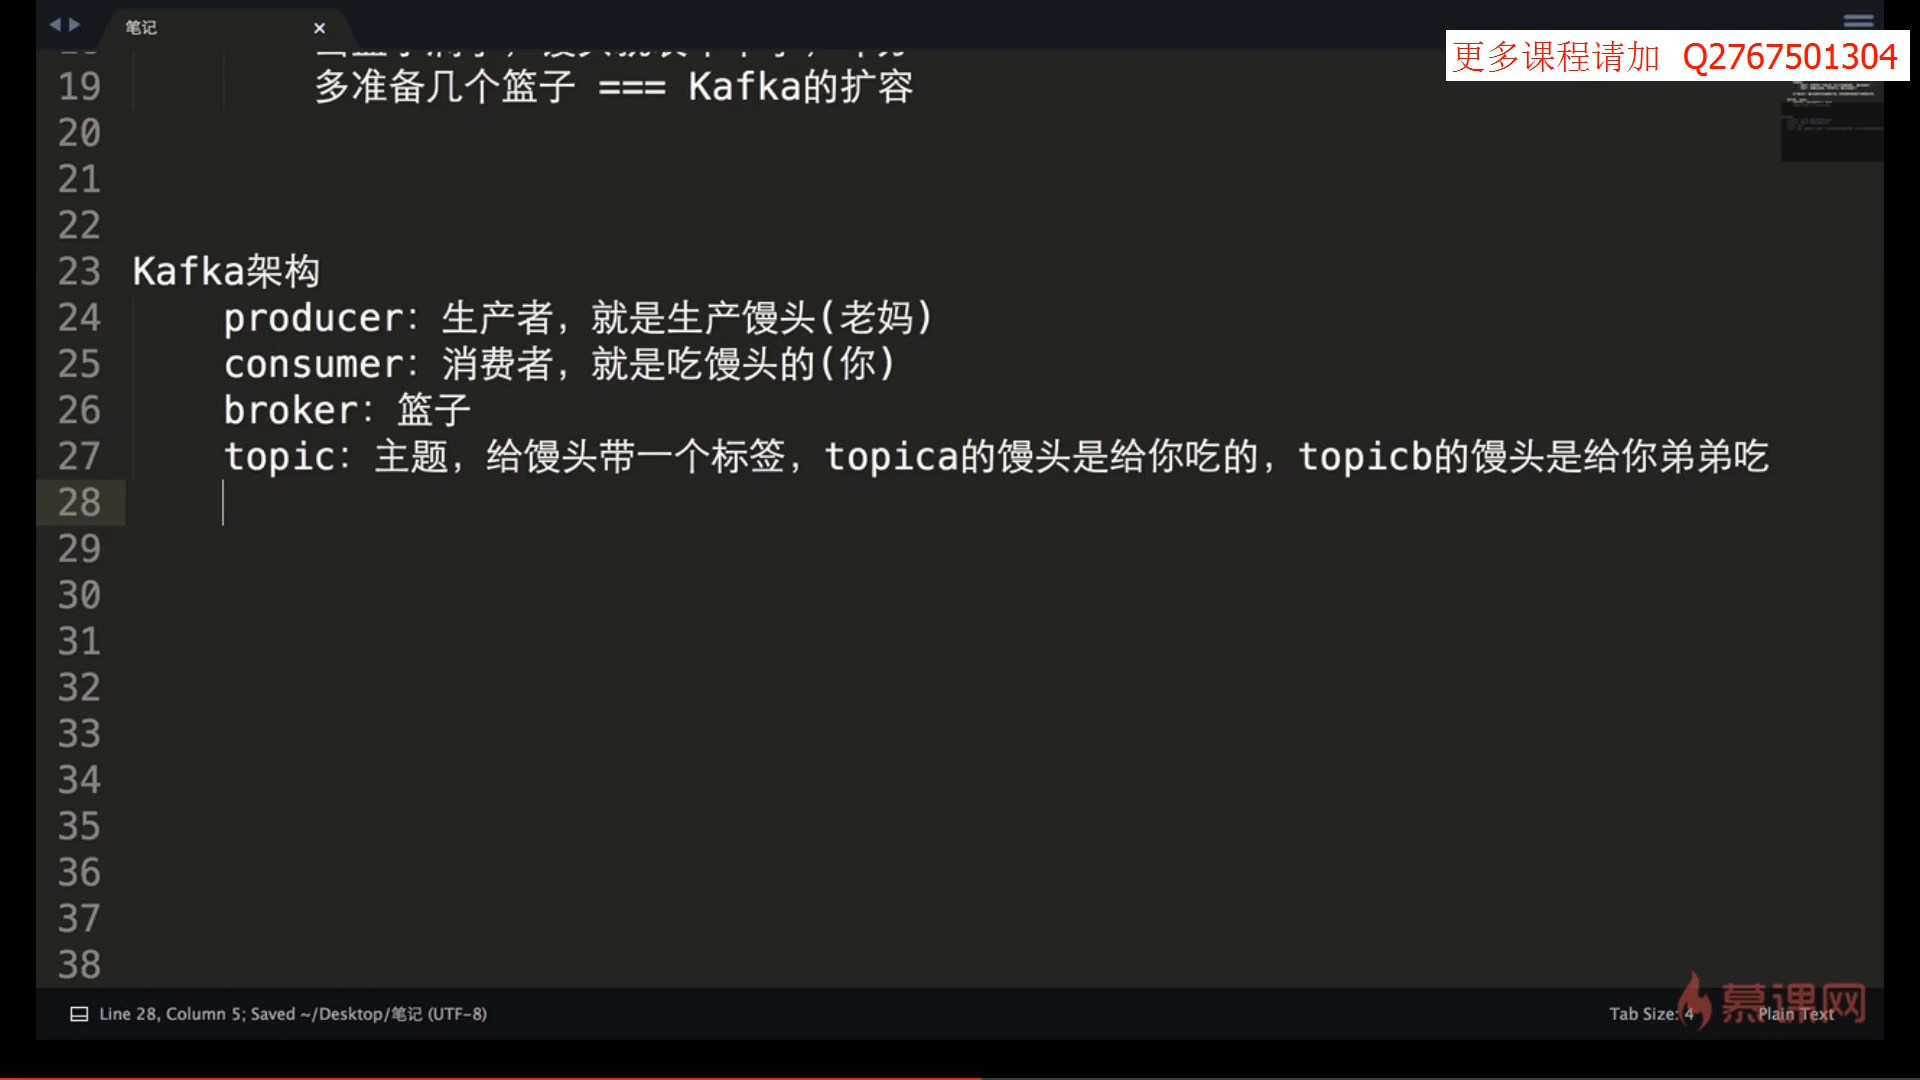 笔记
更多课程请加 Q2767501304
19 多准备几个篮子 === Kafka的扩容
20
21
22
23 Kafka架构
24 producer: 生产者, 就是生产馒头(老妈)
25 consumer: 消费者, 就是吃馒头的(你)
26 broker: 篮子
27 topic: 主题, 给馒头带一个标签, topica的馒头是给你吃的, topicb的馒头是给你弟弟吃
28
29
30
31
32
33
34
35
36
37
38
Line 28, Column 5; Saved ~/Desktop/笔记 (UTF-8)
Tab Size: 4
Plain Text
慕课网